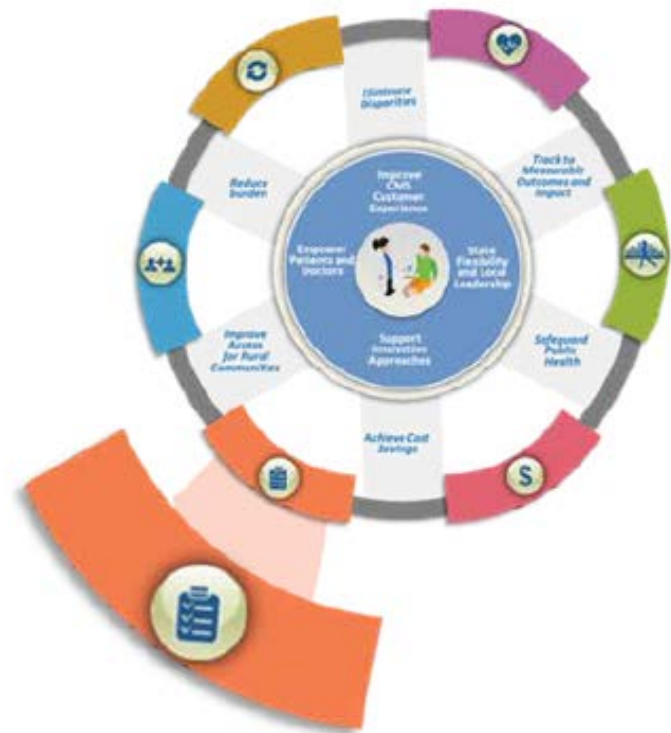 Eliminate
Disparities
Track to
Measurable
Outcomes and
Impact
Reduce
Burden
Improve
CMS
Customer
Experience
Empower
Patients and
Doctors
State
Flexibility
and Local
Leadership
Support
Innovative
Approaches
Improve
Access
for Rural
Communities
Safeguard
Public
Health
Achieve Cost
Savings
$